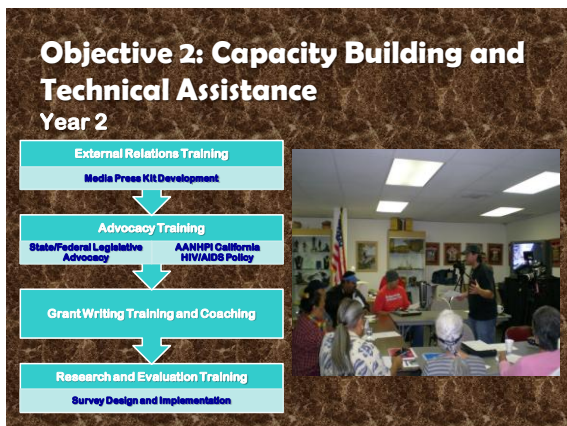 Objective 2: Capacity Building and
Technical Assistance
Year 2
External Relations Training
Media Press Kit Development
Advocacy Training
State/Federal Legislative
Advocacy
AANHPI California
HIV/AIDS Policy
Grant Writing Training and Coaching
Research and Evaluation Training
Survey Design and Implementation